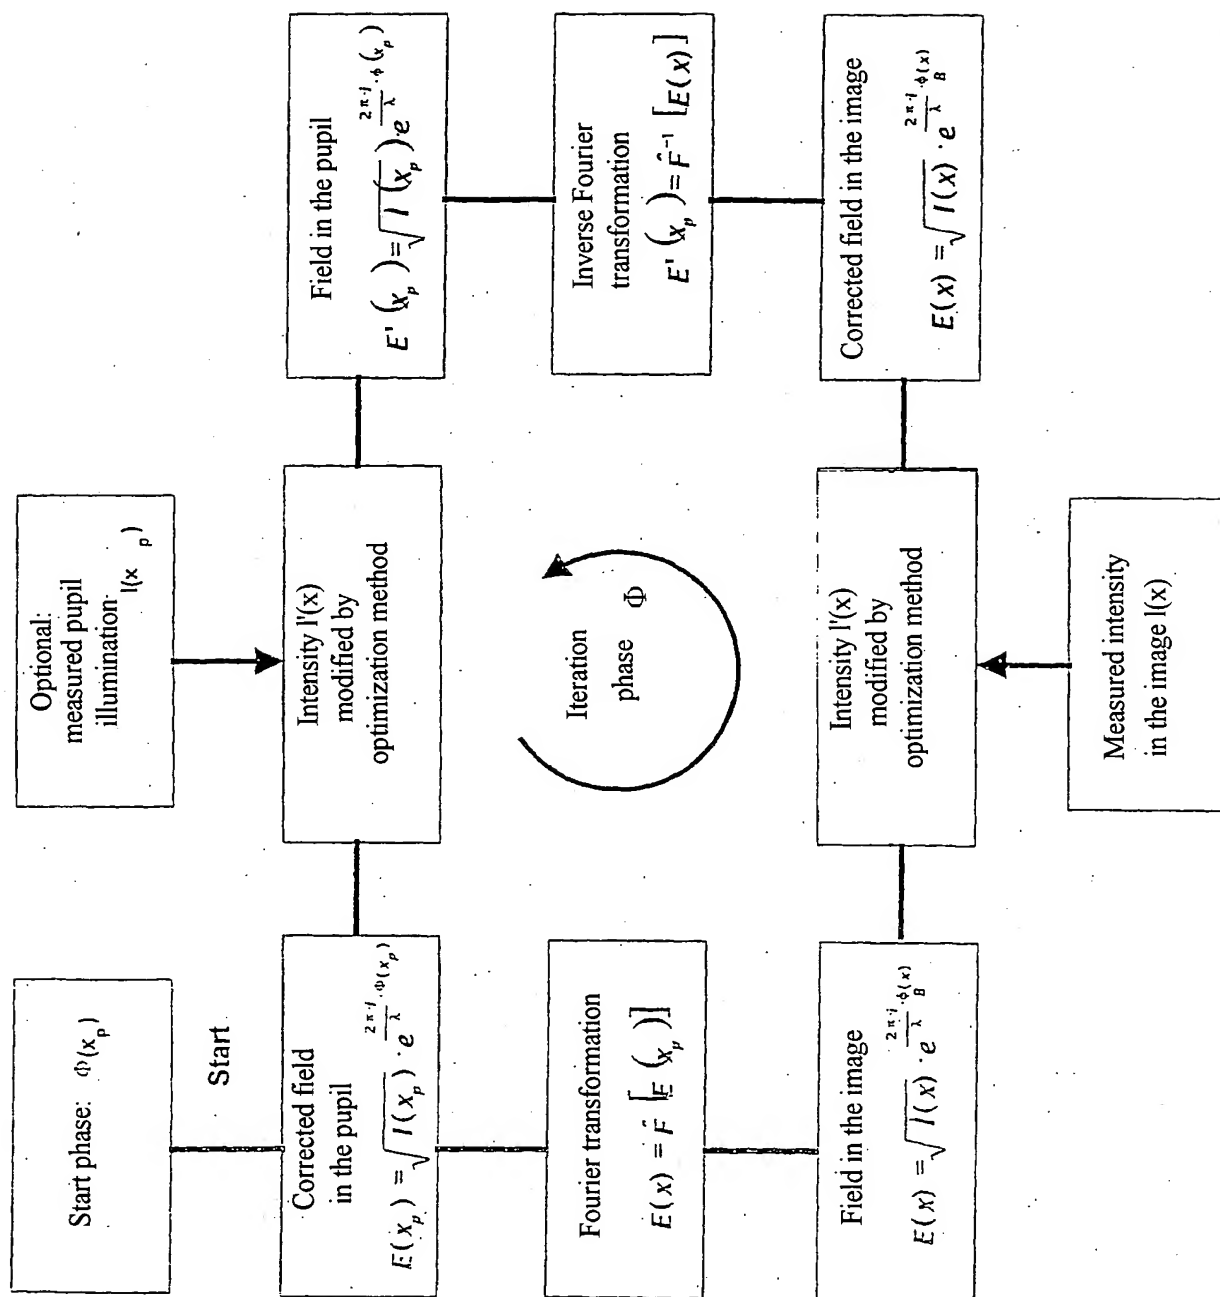 Start phase: Φ(x_p)
Start
Corrected field
in the pupil
E(x_p) = √I(x_p) · e^{2π·i/λ · Φ(x_p)}
Fourier transformation
E(x) = F̂ [E(x_p)]
Field in the image
E(x) = √I(x) · e^{2π·i/λ · ϕ_B(x)}
Optional:
measured pupil
illumination I(x_p)
Intensity I'(x)
modified by
optimization method
Iteration
phase Φ
Intensity I'(x)
modified by
optimization method
Measured intensity
in the image I(x)
Field in the pupil
E'(x_p) = √I(x_p) · e^{2π·i/λ · ϕ(x_p)}
Inverse Fourier
transformation
E'(x_p) = F̂⁻¹ [E(x)]
Corrected field in the image
E(x) = √I(x) · e^{2π·i/λ · ϕ_B(x)}